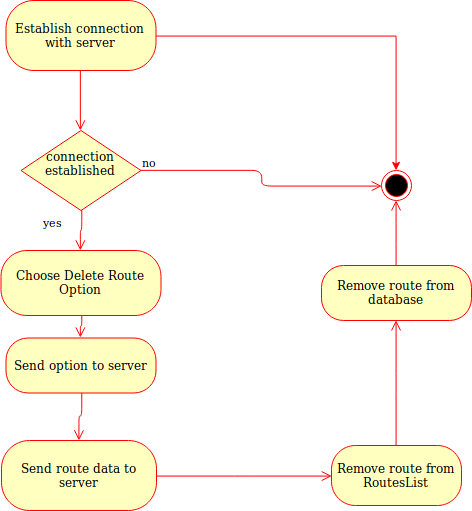 Establish connection
with server
connection
established
no
yes
Choose Delete Route
Option
Send option to server
Send route data to
server
Remove route from
RoutesList
Remove route from
database